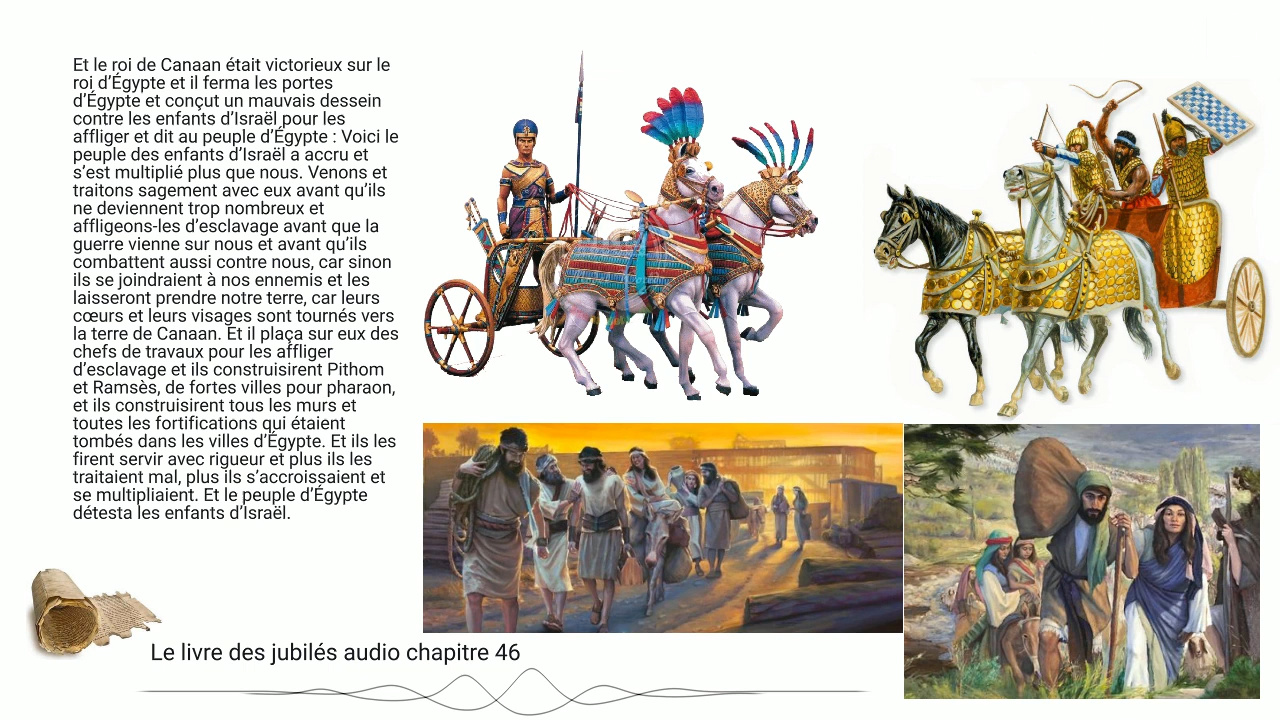 Et le roi de Canaan était victorieux sur le
roi d’Égypte et il ferma les portes
d’Égypte et conçut un mauvais dessein
contre les enfants d’Israël pour les
affliger et dit au peuple d’Égypte : Voici le
peuple des enfants d’Israël a accru et
s'est multiplié plus que nous. Venons et
traitons sagement avec eux avant qu’ils
ne deviennent trop nombreux et
affligeons-les d’esclavage avant que la
guerre vienne sur nous et avant qu’ils
combattent aussi contre nous, car sinon
ils se joindraient à nos ennemis et les
laisseront prendre notre terre, car leurs
cœurs et leurs visages sont tournés vers
la terre de Canaan. Et il plaça sur eux des
chefs de travaux pour les affliger
d’esclavage et ils construisirent Pithom
et Ramsès, de fortes villes pour pharaon,
et ils construisirent tous les murs et
toutes les fortifications qui étaient
tombés dans les villes d’Égypte. Et ils les
firent servir avec rigueur et plus ils les
traitaient mal, plus ils s’accroissaient et
se multipliaient. Et le peuple d’Égypte
détesta les enfants d’Israël.
Le livre des jubilés audio chapitre 46